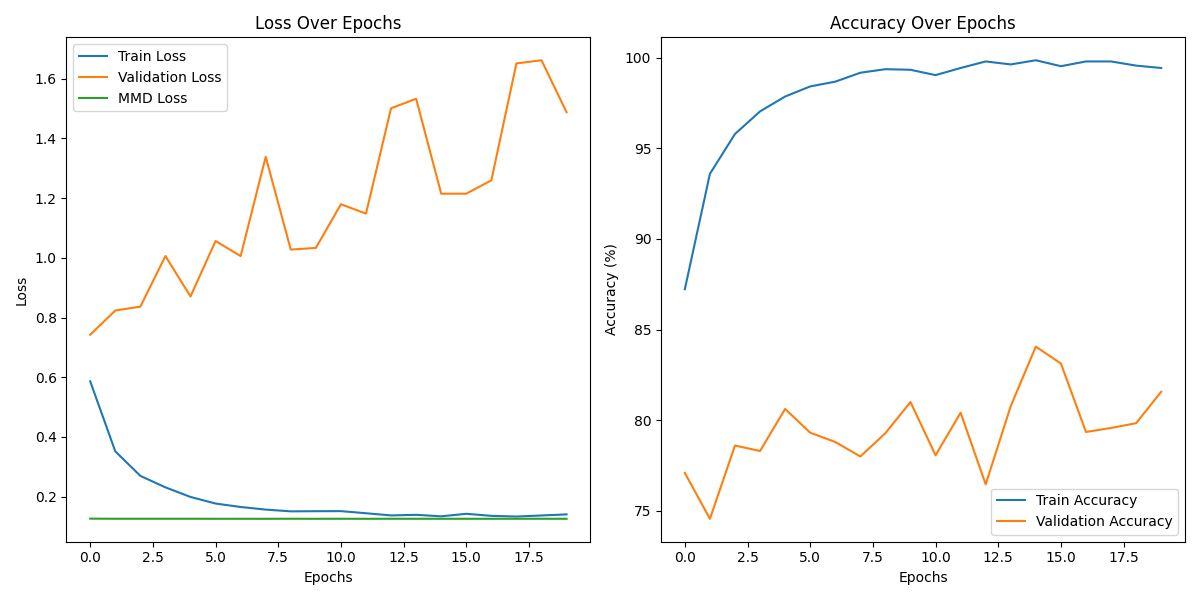 Loss Over Epochs
Train Loss
Validation Loss
MMD Loss
1.6
1.4
1.2
1.0
0.8
0.6
0.4
0.2
Loss
0.0 2.5 5.0 7.5 10.0 12.5 15.0 17.5
Epochs
Accuracy Over Epochs
100
95
90
85
80
75
Accuracy (%)
Train Accuracy
Validation Accuracy
0.0 2.5 5.0 7.5 10.0 12.5 15.0 17.5
Epochs